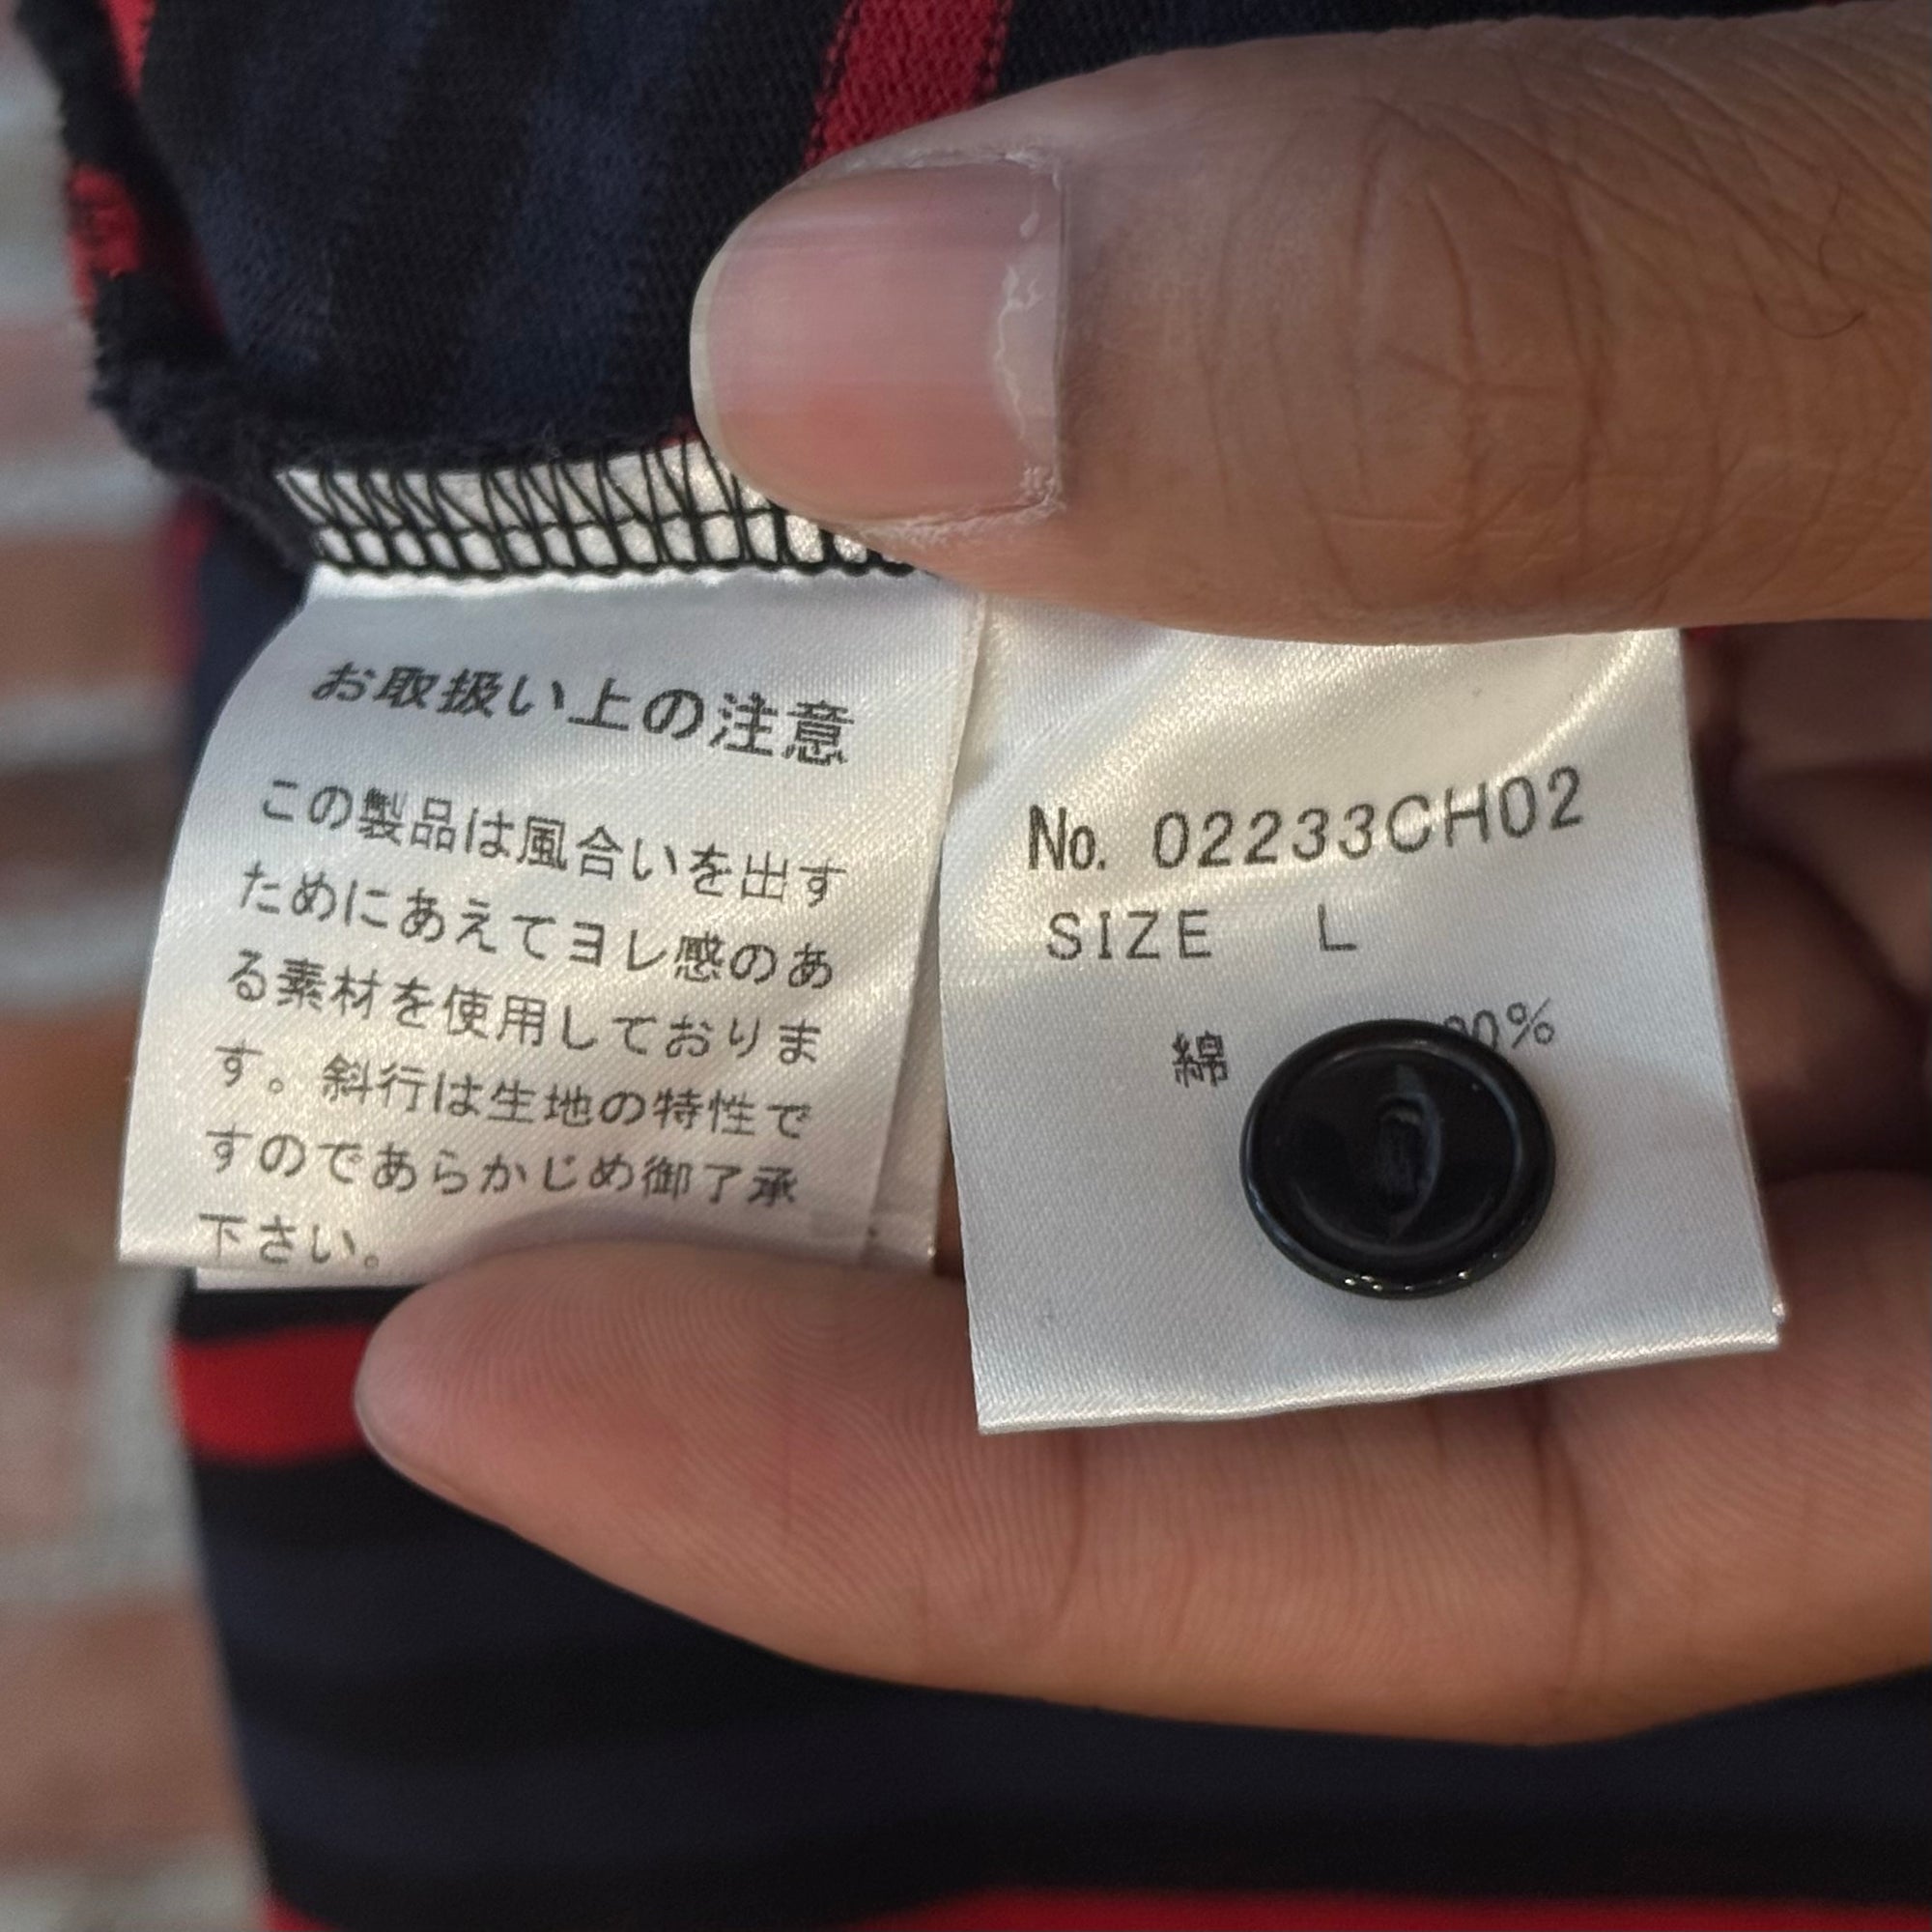 お取扱い上の注意
この製品は風合いを出す
ためにあえてヨレ感のあ
る素材を使用しておりま
す。斜行は生地の特性で
すのであらかじめ御了承
下さい。
No. 02233CH02
SIZE L
綿